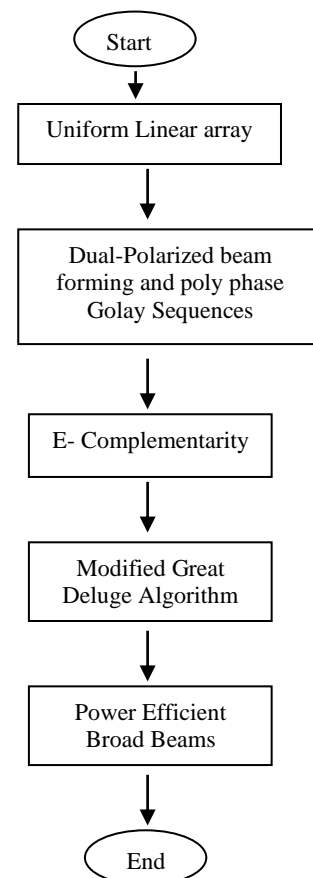 Start
Uniform Linear array
Dual-Polarized beam
forming and poly phase
Golay Sequences
E- Complementarity
Modified Great
Deluge Algorithm
Power Efficient
Broad Beams
End